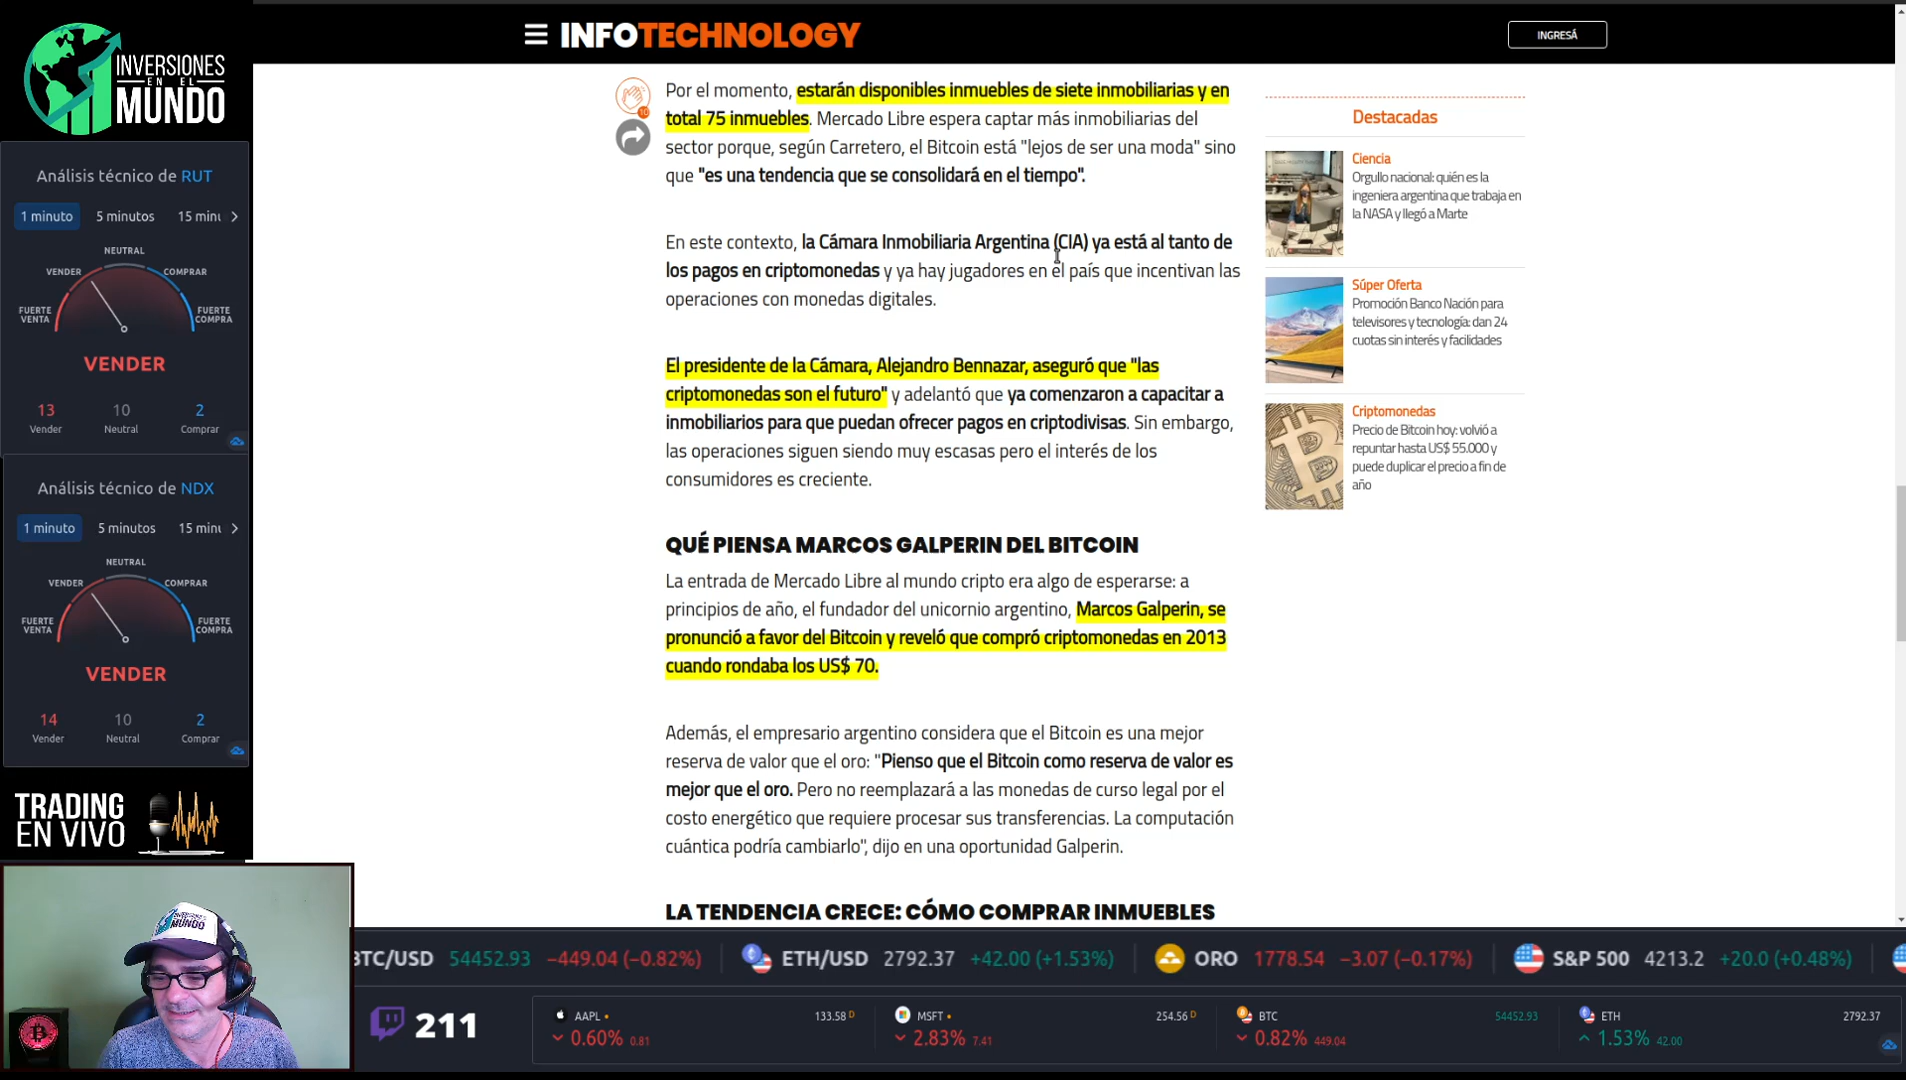 INVERSIONES
EN EL
MUNDO
Análisis técnico de RUT
1 minuto 5 minutos 15 minu
NEUTRAL
VENDER COMPRAR
FUERTE VENTA FUERTE COMPRA
VENDER
13 10 2
Vender Neutral Comprar
Análisis técnico de NDX
1 minuto 5 minutos 15 minu
NEUTRAL
VENDER COMPRAR
FUERTE VENTA FUERTE COMPRA
VENDER
14 10 2
Vender Neutral Comprar
TRADING
EN VIVO
INFOTECHNOLOGY
INGRESÁ
10
Por el momento, estarán disponibles inmuebles de siete inmobiliarias y en
total 75 inmuebles. Mercado Libre espera captar más inmobiliarias del
sector porque, según Carretero, el Bitcoin está "lejos de ser una moda" sino
que "es una tendencia que se consolidará en el tiempo".
En este contexto, la Cámara Inmobiliaria Argentina (CIA) ya está al tanto de
los pagos en criptomonedas y ya hay jugadores en el país que incentivan las
operaciones con monedas digitales.
El presidente de la Cámara, Alejandro Bennazar, aseguró que "las
criptomonedas son el futuro" y adelantó que ya comenzaron a capacitar a
inmobiliarios para que puedan ofrecer pagos en criptodivisas. Sin embargo,
las operaciones siguen siendo muy escasas pero el interés de los
consumidores es creciente.
QUÉ PIENSA MARCOS GALPERIN DEL BITCOIN
La entrada de Mercado Libre al mundo cripto era algo de esperarse: a
principios de año, el fundador del unicornio argentino, Marcos Galperin, se
pronunció a favor del Bitcoin y reveló que compró criptomonedas en 2013
cuando rondaba los US$ 70.
Además, el empresario argentino considera que el Bitcoin es una mejor
reserva de valor que el oro: "Pienso que el Bitcoin como reserva de valor es
mejor que el oro. Pero no reemplazará a las monedas de curso legal por el
costo energético que requiere procesar sus transferencias. La computación
cuántica podría cambiarlo", dijo en una oportunidad Galperin.
LA TENDENCIA CRECE: CÓMO COMPRAR INMUEBLES
Destacadas
Ciencia
Orgullo nacional: quién es la
ingeniera argentina que trabaja en
la NASA y llegó a Marte
Súper Oferta
Promoción Banco Nación para
televisores y tecnología: dan 24
cuotas sin interés y facilidades
Criptomonedas
Precio de Bitcoin hoy: volvió a
repuntar hasta US$ 55.000 y
puede duplicar el precio a fin de
año
INVERSIONES
MUNDO
BTC/USD 54452.93 −449.04 (−0.82%) ETH/USD 2792.37 +42.00 (+1.53%) ORO 1778.54 −3.07 (−0.17%) S&P 500 4213.2 +20.0 (+0.48%)
211
AAPL 133.58 D MSFT 254.56 D BTC 54452.93 ETH 2792.37
0.60% 0.81 2.83% 7.41 0.82% 449.04 1.53% 42.00